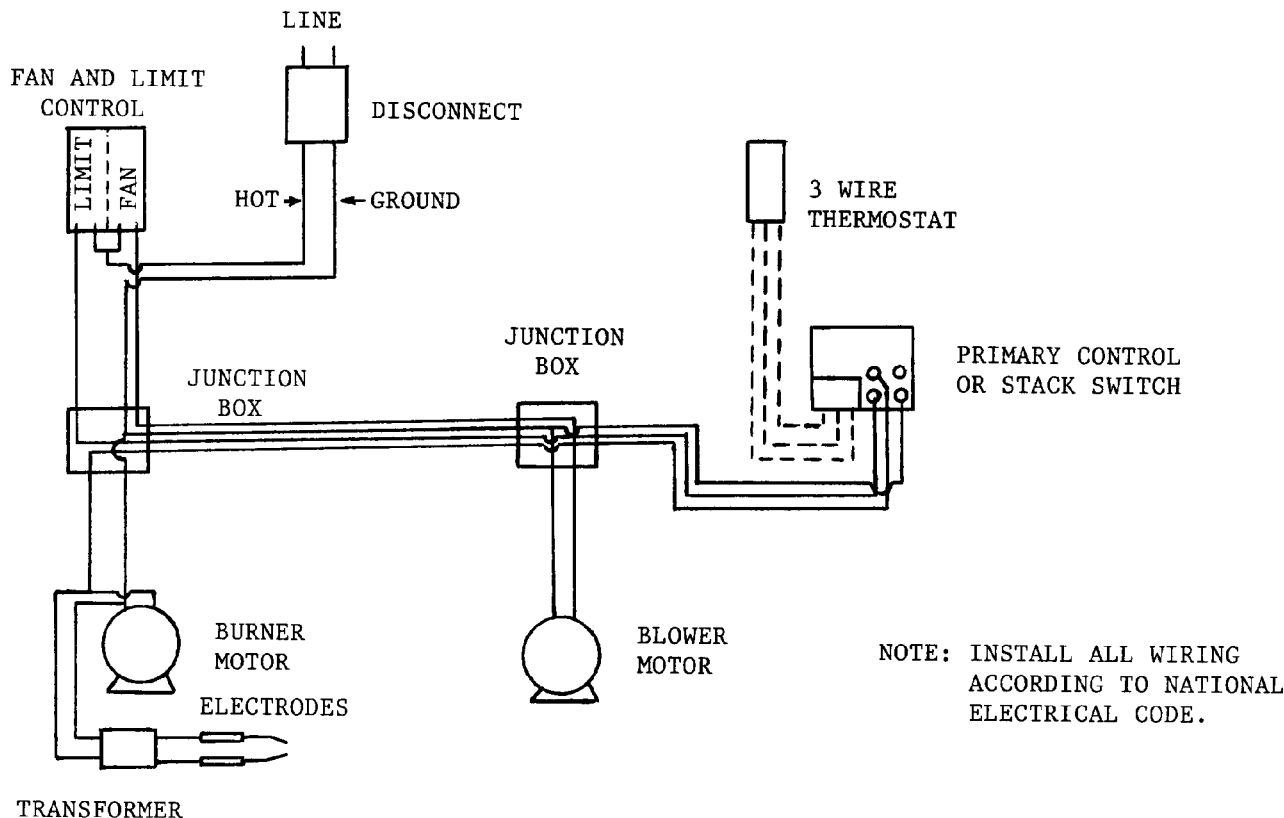 LINE
FAN AND LIMIT
CONTROL
DISCONNECT
LIMIT
FAN
HOT
GROUND
3 WIRE
THERMOSTAT
JUNCTION
BOX
JUNCTION
BOX
PRIMARY CONTROL
OR STACK SWITCH
BURNER
MOTOR
BLOWER
MOTOR
NOTE: INSTALL ALL WIRING
ACCORDING TO NATIONAL
ELECTRICAL CODE.
ELECTRODES
TRANSFORMER